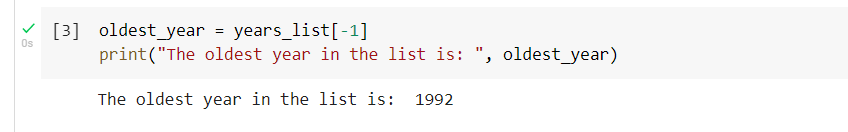 [3] oldest_year = years_list[-1]
print("The oldest year in the list is: ", oldest_year)
0s
The oldest year in the list is:  1992